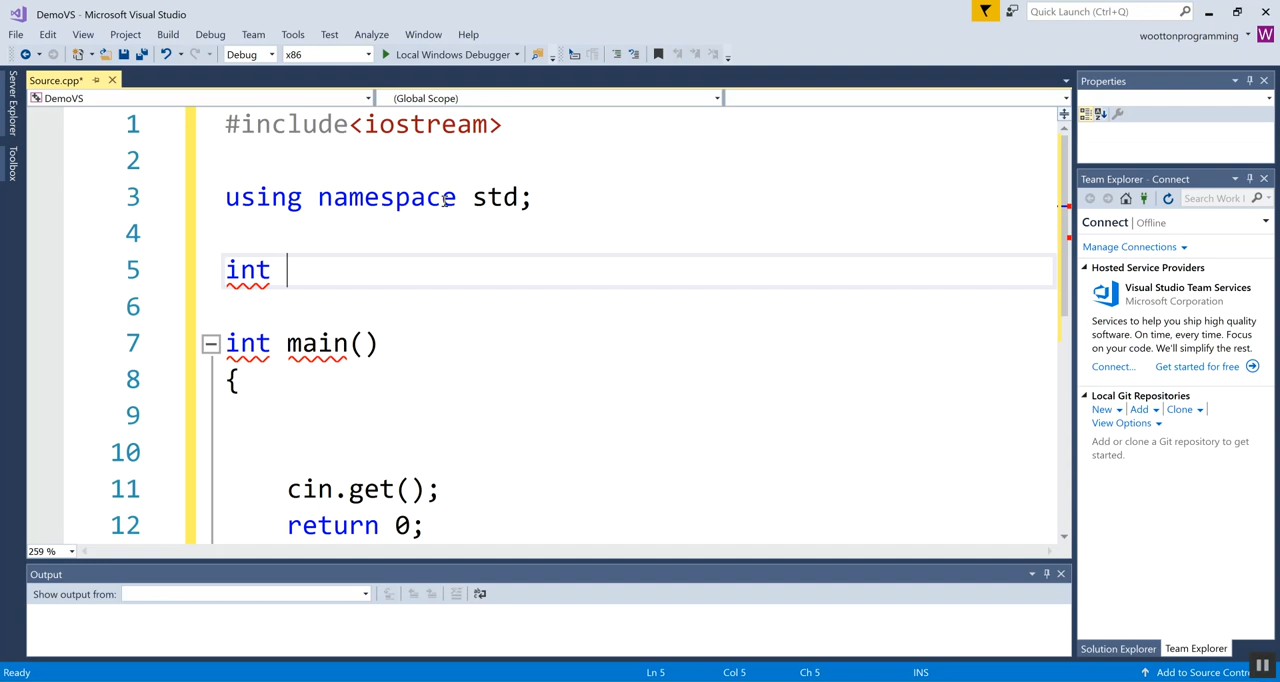 DemoVS - Microsoft Visual Studio
Quick Launch (Ctrl+Q)
File Edit View Project Build Debug Team Tools Test Analyze Window Help
woottonprogramming W
Debug x86 Local Windows Debugger
Server Explorer
Toolbox
Source.cpp*
DemoVS (Global Scope)
1 #include<iostream>
2
3 using namespace std;
4
5 int
6
7 int main()
8 {
9
10
11 cin.get();
12 return 0;
259 %
Output
Show output from:
Properties
Team Explorer - Connect
Search Work I
Connect | Offline
Manage Connections
Hosted Service Providers
Visual Studio Team Services
Microsoft Corporation
Services to help you ship high quality
software. On time, every time. Focus
on your code. We'll simplify the rest.
Connect... Get started for free
Local Git Repositories
New Add Clone
View Options
Add or clone a Git repository to get
started.
Solution Explorer Team Explorer
Ready Ln 5 Col 5 Ch 5 INS Add to Source Contr